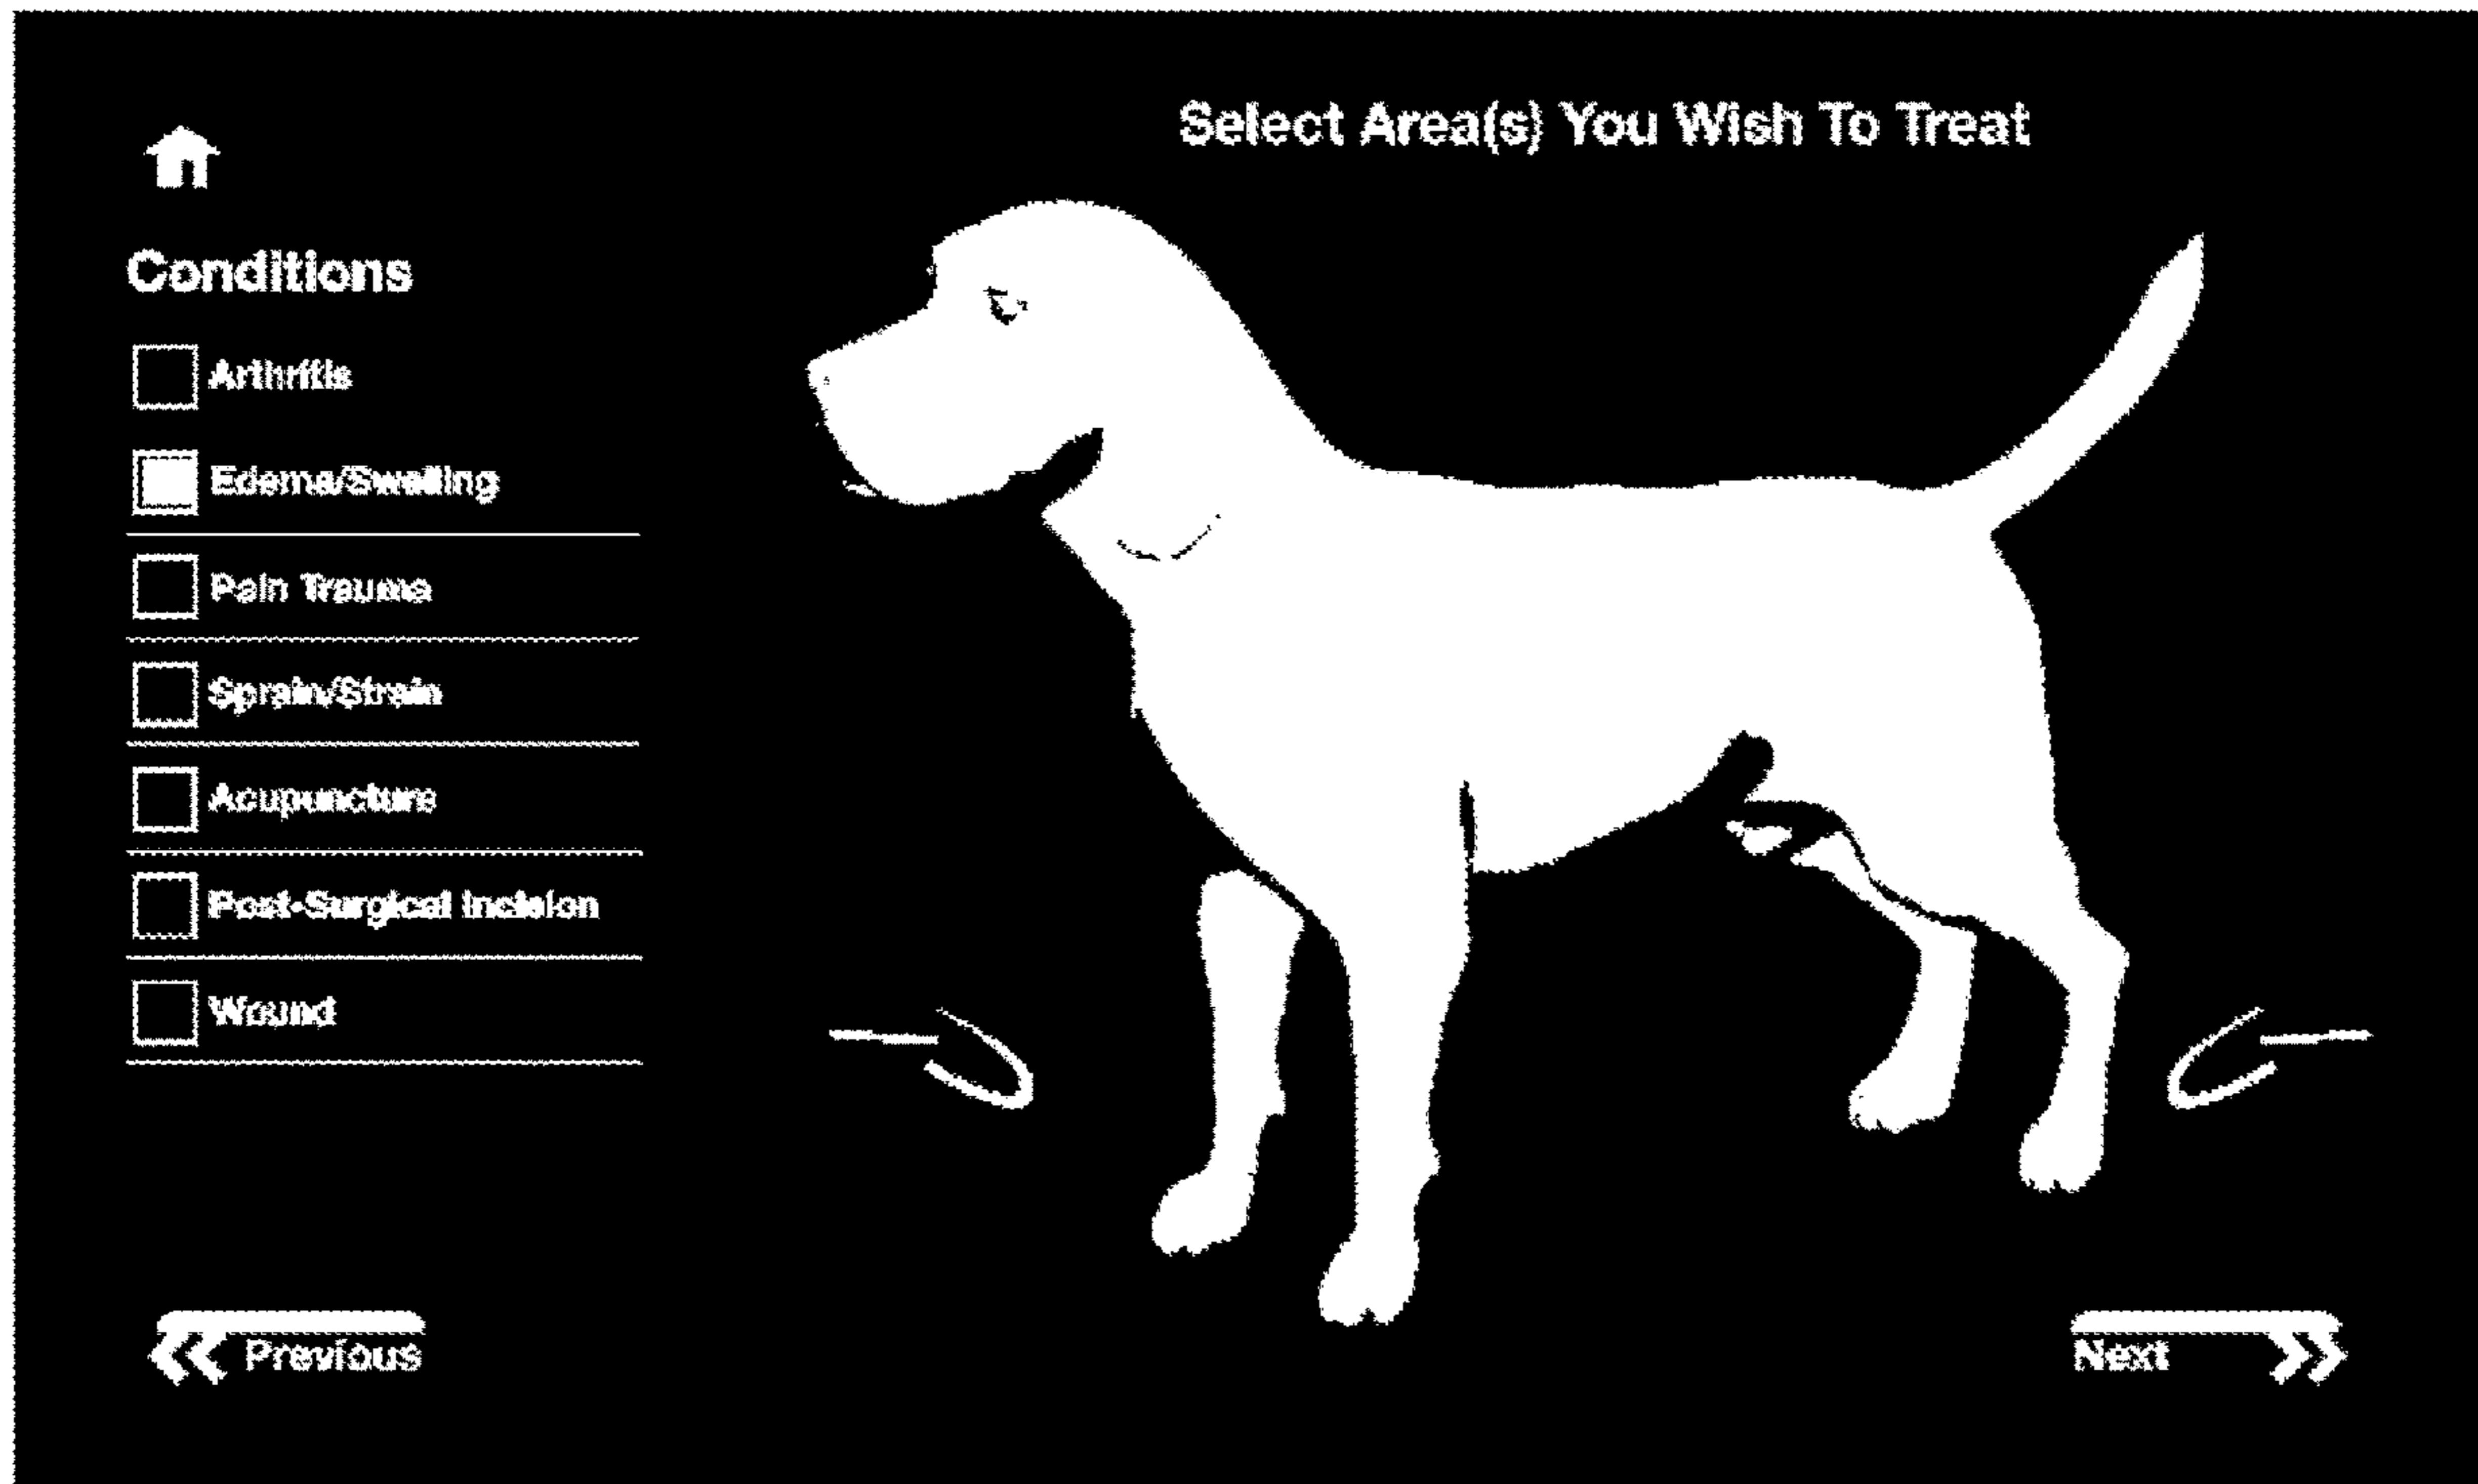 Select Area(s) You Wish To Treat
Conditions
Arthritis
Edema/Swelling
Pain Trauma
Sprain/Strain
Acupuncture
Post-Surgical Incision
Wound
Previous
Next